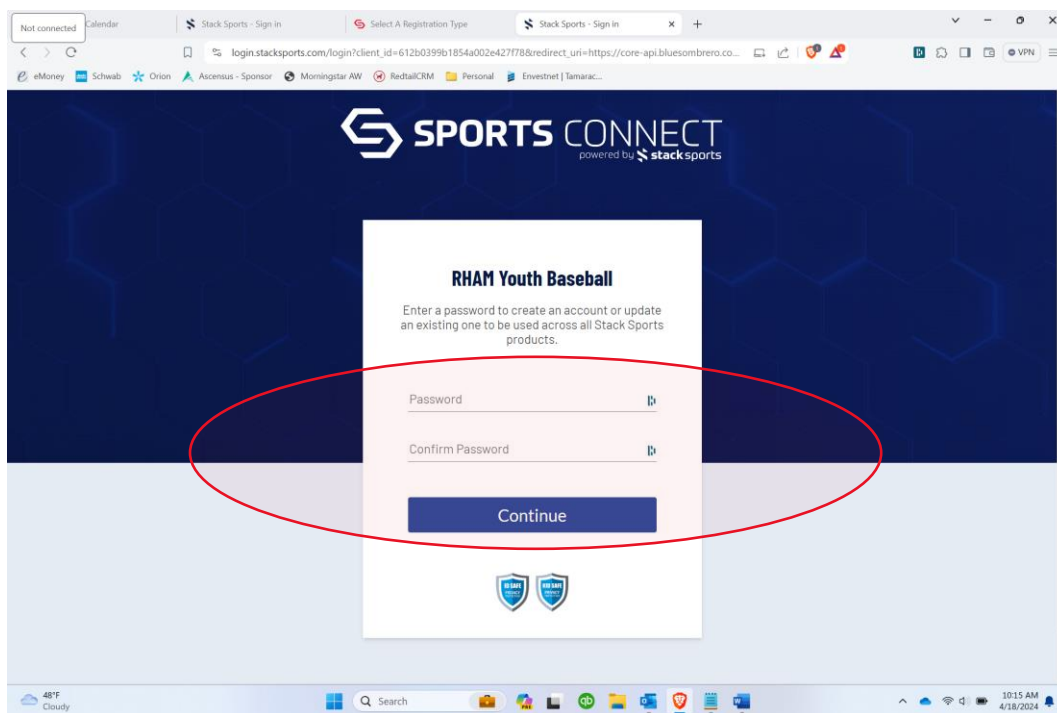 Not connected
Calendar
Stack Sports - Sign in
Select A Registration Type
Stack Sports - Sign in
login.stacksports.com/login?client_id=612b0399b1854a002e427f78&redirect_uri=https://core-api.bluesombrero.co...
VPN
eMoney
Schwab
Orion
Ascensus - Sponsor
Morningstar AW
RedtailCRM
Personal
Envestnet | Tamarac...
SPORTS CONNECT
powered by stack sports
RHAM Youth Baseball
Enter a password to create an account or update
an existing one to be used across all Stack Sports
products.
Password
Confirm Password
Continue
48°F
Cloudy
Search
10:15 AM
4/18/2024